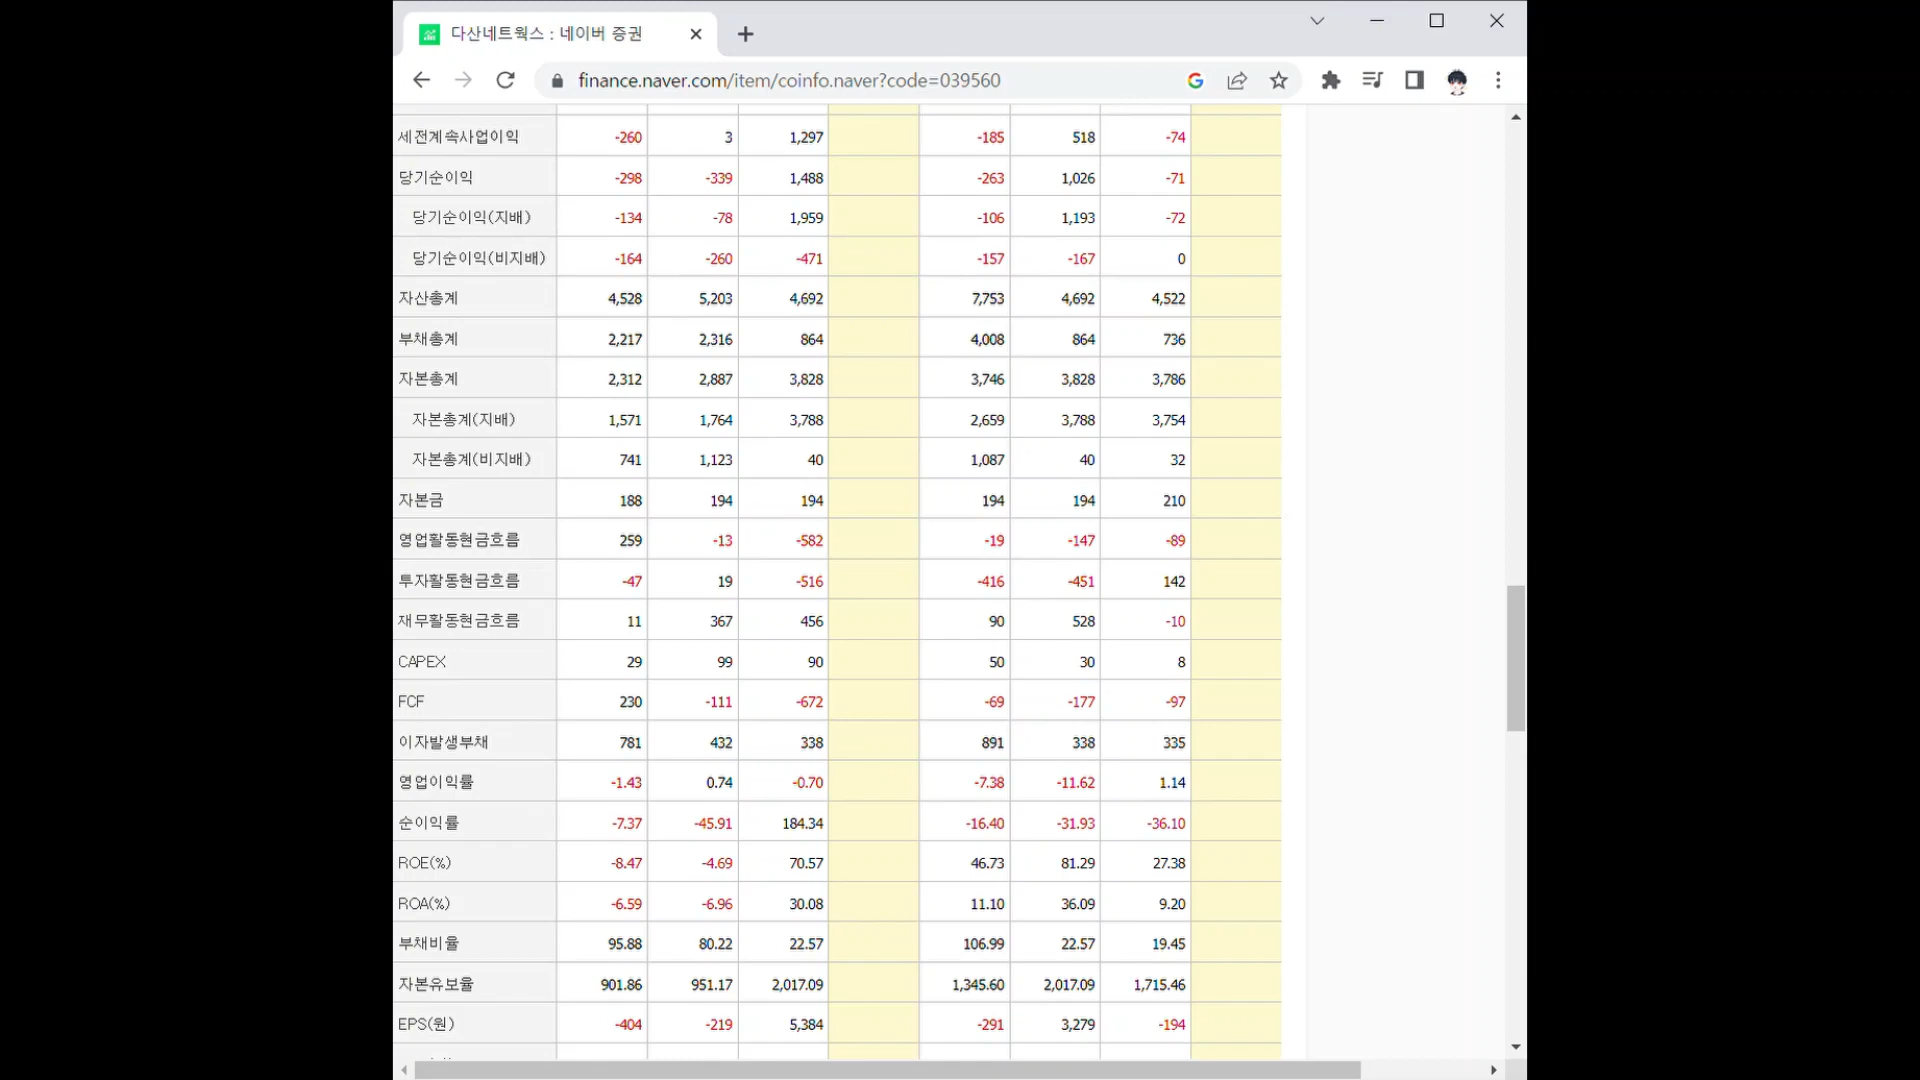 다산네트웍스 : 네이버 증권
finance.naver.com/item/coinfo.naver?code=039560
세전계속사업이익 -260 3 1,297 -185 518 -74
당기순이익 -298 -339 1,488 -263 1,026 -71
당기순이익(지배) -134 -78 1,959 -106 1,193 -72
당기순이익(비지배) -164 -260 -471 -157 -167 0
자산총계 4,528 5,203 4,692 7,753 4,692 4,522
부채총계 2,217 2,316 864 4,008 864 736
자본총계 2,312 2,887 3,828 3,746 3,828 3,786
자본총계(지배) 1,571 1,764 3,788 2,659 3,788 3,754
자본총계(비지배) 741 1,123 40 1,087 40 32
자본금 188 194 194 194 194 210
영업활동현금흐름 259 -13 -582 -19 -147 -89
투자활동현금흐름 -47 19 -516 -416 -451 142
재무활동현금흐름 11 367 456 90 528 -10
CAPEX 29 99 90 50 30 8
FCF 230 -111 -672 -69 -177 -97
이자발생부채 781 432 338 891 338 335
영업이익률 -1.43 0.74 -0.70 -7.38 -11.62 1.14
순이익률 -7.37 -45.91 184.34 -16.40 -31.93 -36.10
ROE(%) -8.47 -4.69 70.57 46.73 81.29 27.38
ROA(%) -6.59 -6.96 30.08 11.10 36.09 9.20
부채비율 95.88 80.22 22.57 106.99 22.57 19.45
자본유보율 901.86 951.17 2,017.09 1,345.60 2,017.09 1,715.46
EPS(원) -404 -219 5,384 -291 3,279 -194